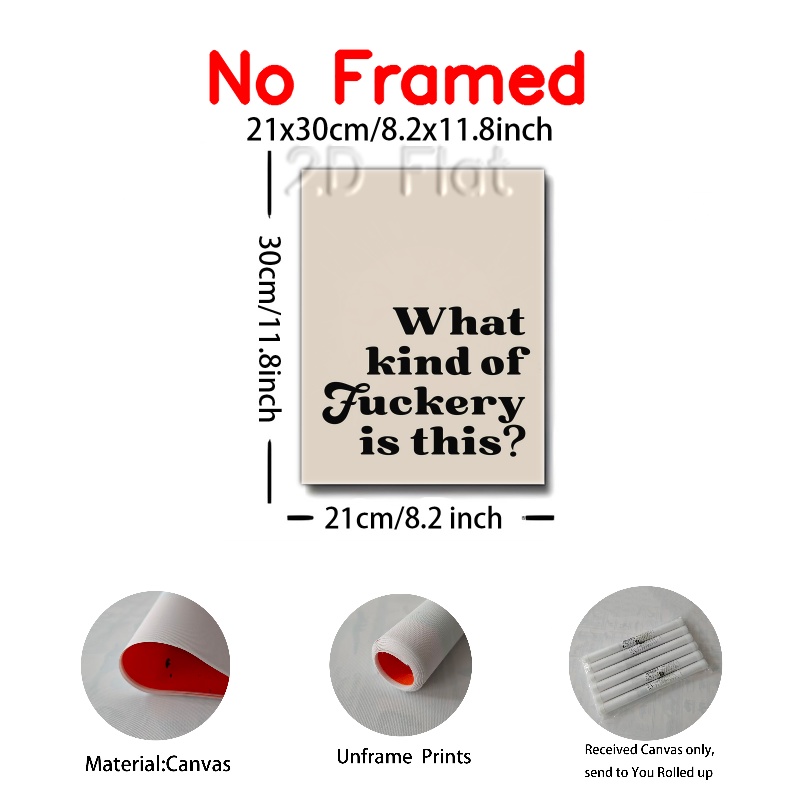 No Framed
21x30cm/8.2x11.8inch
2D Flat
30cm/11.8inch
What
kind of
Fuckery
is this?
21cm/8.2 inch
Material:Canvas
Unframe Prints
Received Canvas only,
send to You Rolled up